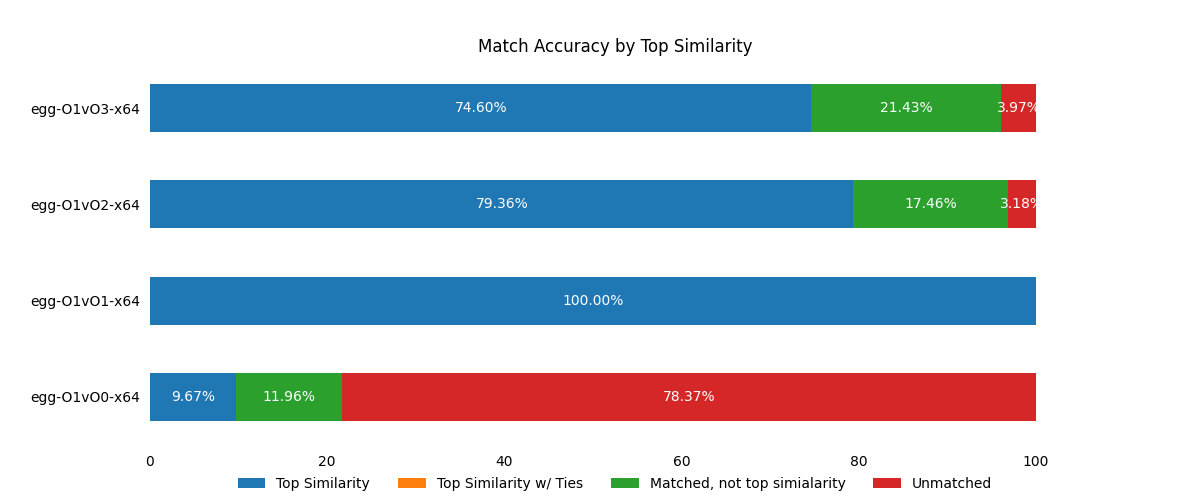 Match Accuracy by Top Similarity
egg-O1vO3-x64 74.60% 21.43% 3.97%
egg-O1vO2-x64 79.36% 17.46% 3.18%
egg-O1vO1-x64 100.00%
egg-O1vO0-x64 9.67% 11.96% 78.37%
0 20 40 60 80 100
Top Similarity Top Similarity w/ Ties Matched, not top simialarity Unmatched